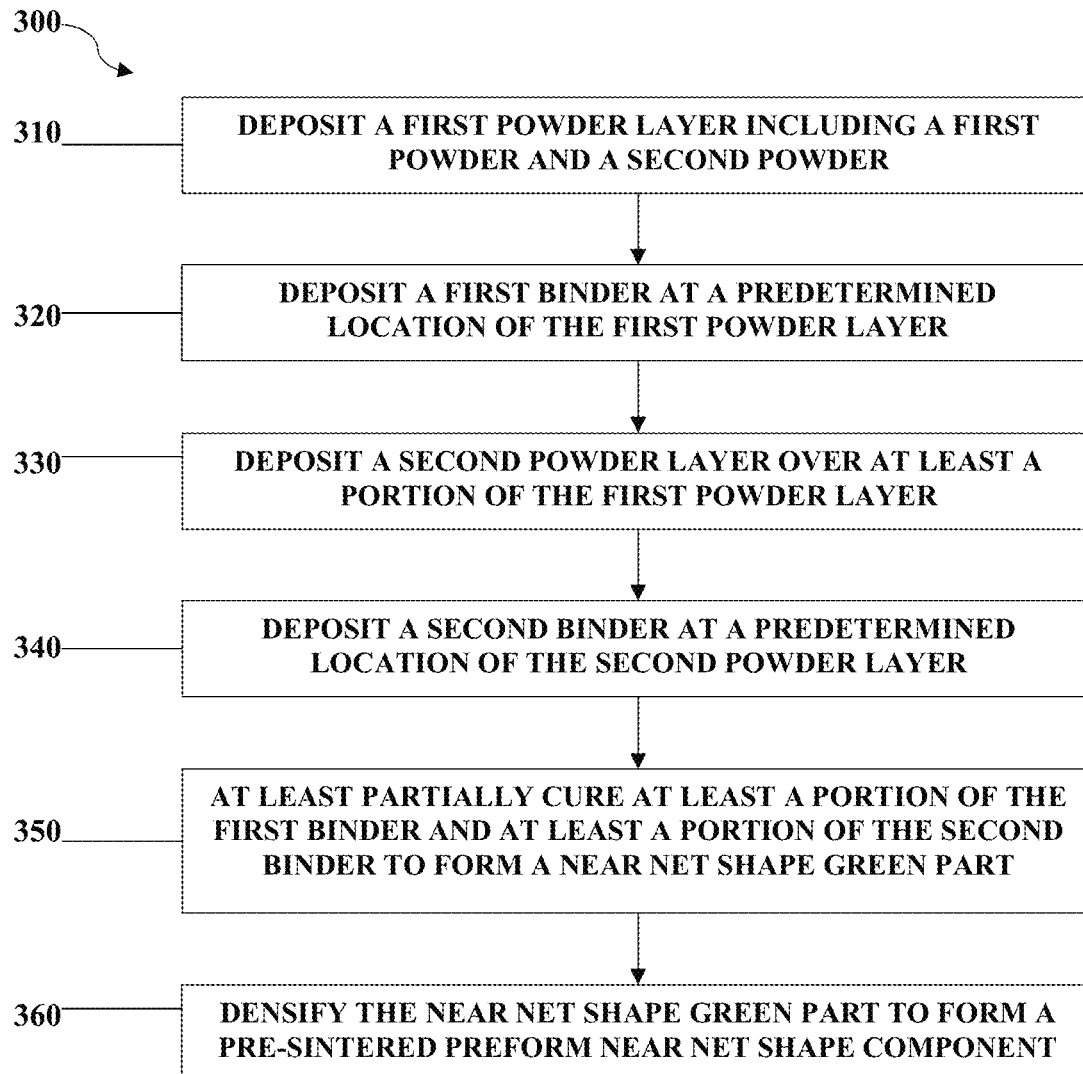 300
310
DEPOSIT A FIRST POWDER LAYER INCLUDING A FIRST
POWDER AND A SECOND POWDER
320
DEPOSIT A FIRST BINDER AT A PREDETERMINED
LOCATION OF THE FIRST POWDER LAYER
330
DEPOSIT A SECOND POWDER LAYER OVER AT LEAST A
PORTION OF THE FIRST POWDER LAYER
340
DEPOSIT A SECOND BINDER AT A PREDETERMINED
LOCATION OF THE SECOND POWDER LAYER
350
AT LEAST PARTIALLY CURE AT LEAST A PORTION OF THE
FIRST BINDER AND AT LEAST A PORTION OF THE SECOND
BINDER TO FORM A NEAR NET SHAPE GREEN PART
360
DENSIFY THE NEAR NET SHAPE GREEN PART TO FORM A
PRE-SINTERED PREFORM NEAR NET SHAPE COMPONENT